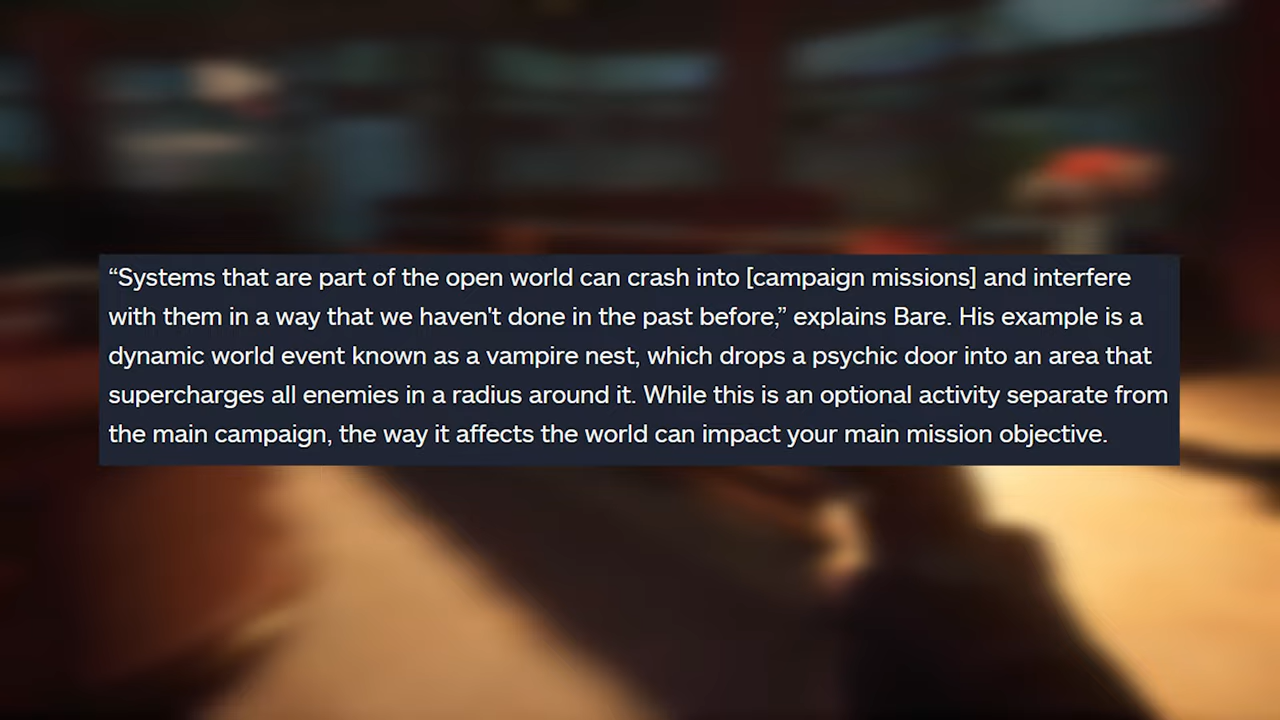 “Systems that are part of the open world can crash into [campaign missions] and interfere
with them in a way that we haven't done in the past before,” explains Bare. His example is a
dynamic world event known as a vampire nest, which drops a psychic door into an area that
supercharges all enemies in a radius around it. While this is an optional activity separate from
the main campaign, the way it affects the world can impact your main mission objective.